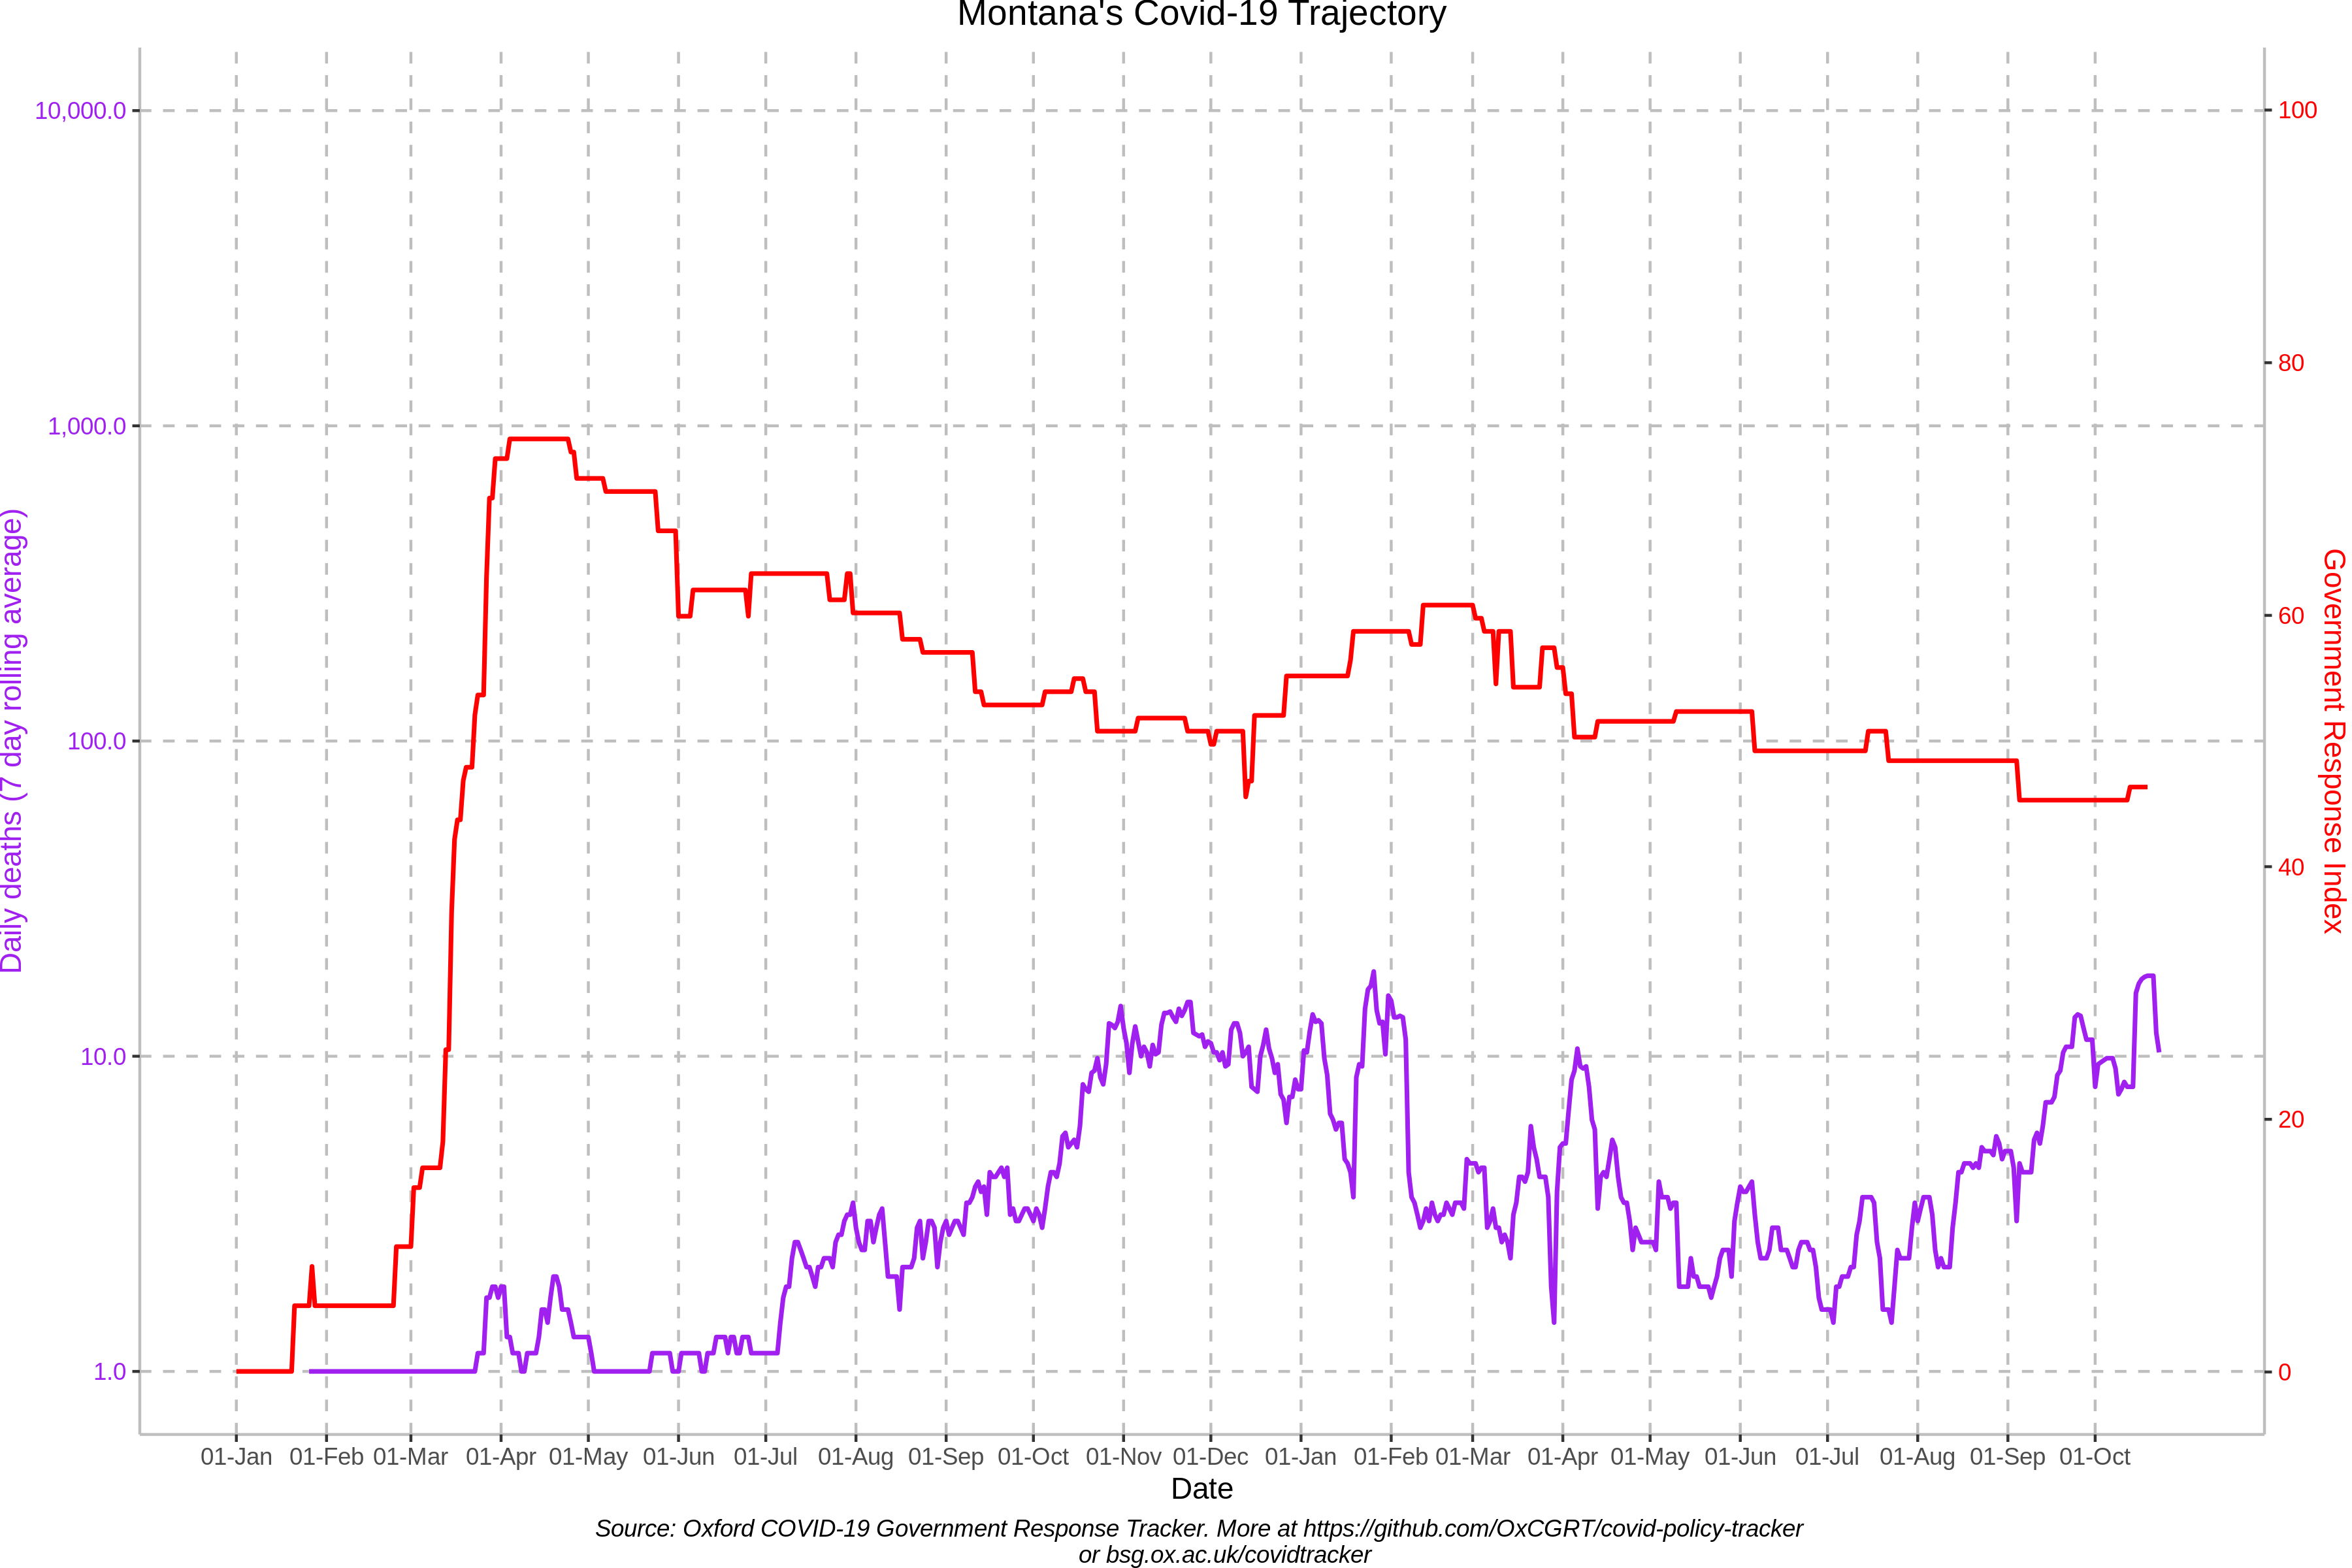 Montana's Covid-19 Trajectory
10,000.0
1,000.0
100.0
10.0
1.0
Daily deaths (7 day rolling average)
100
80
60
40
20
0
Government Response Index
01-Jan 01-Feb 01-Mar 01-Apr 01-May 01-Jun 01-Jul 01-Aug 01-Sep 01-Oct 01-Nov 01-Dec 01-Jan 01-Feb 01-Mar 01-Apr 01-May 01-Jun 01-Jul 01-Aug 01-Sep 01-Oct
Date
Source: Oxford COVID-19 Government Response Tracker. More at https://github.com/OxCGRT/covid-policy-tracker
or bsg.ox.ac.uk/covidtracker